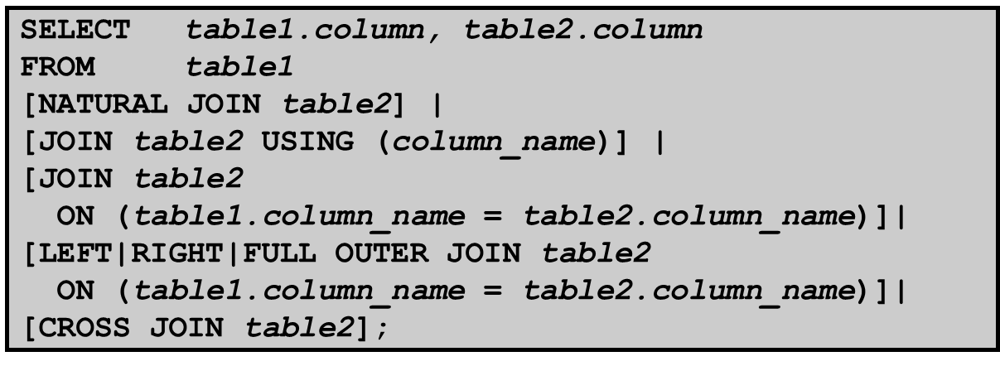 SELECT table1.column, table2.column
FROM table1
[NATURAL JOIN table2] |
[JOIN table2 USING (column_name)] |
[JOIN table2
ON (table1.column_name = table2.column_name)]|
[LEFT|RIGHT|FULL OUTER JOIN table2
ON (table1.column_name = table2.column_name)]|
[CROSS JOIN table2];